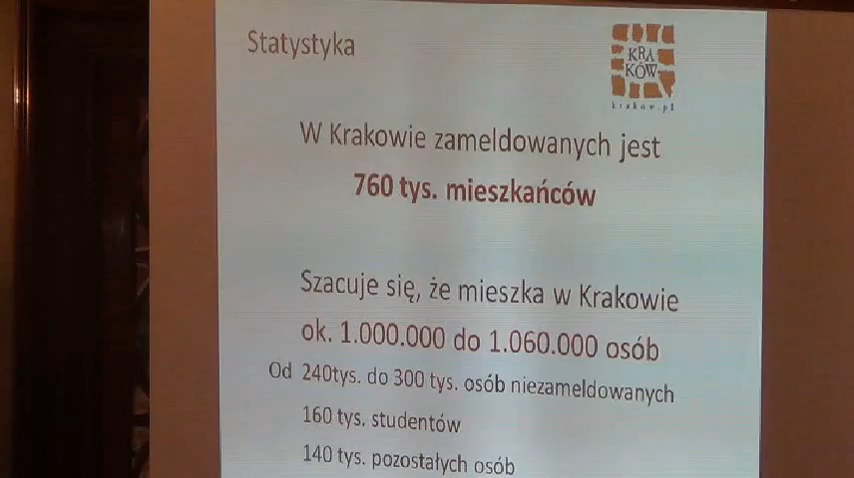 Statystyka
KRA
KÓW
krakow.pl
W Krakowie zameldowanych jest
760 tys. mieszkańców
Szacuje się, że mieszka w Krakowie
ok. 1.000.000 do 1.060.000 osób
Od 240tys. do 300 tys. osób niezameldowanych
160 tys. studentów
140 tys. pozostałych osób